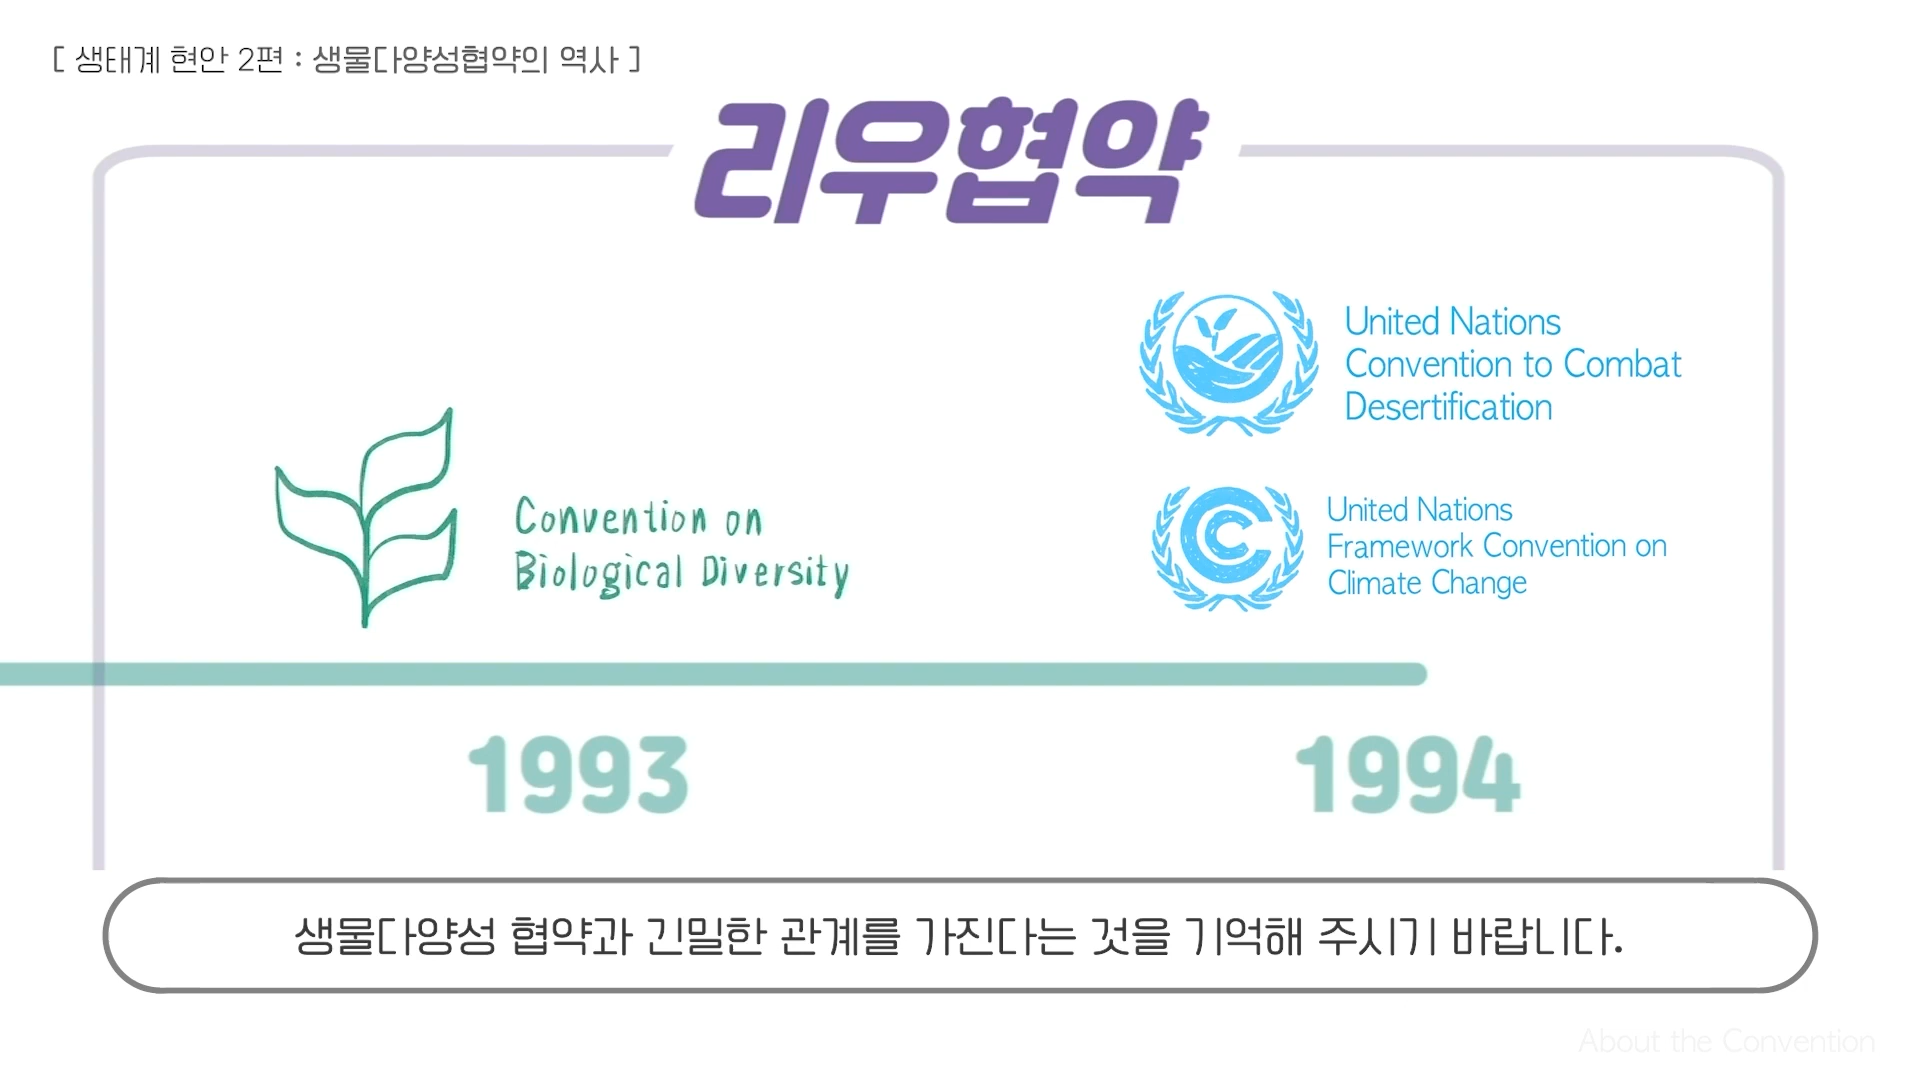 [ 생태계 현안 2편 : 생물다양성협약의 역사 ]
리우협약
United Nations
Convention to Combat
Desertification
Convention on
Biological Diversity
United Nations
Framework Convention on
Climate Change
1993
1994
생물다양성 협약과 긴밀한 관계를 가진다는 것을 기억해 주시기 바랍니다.
About the Convention